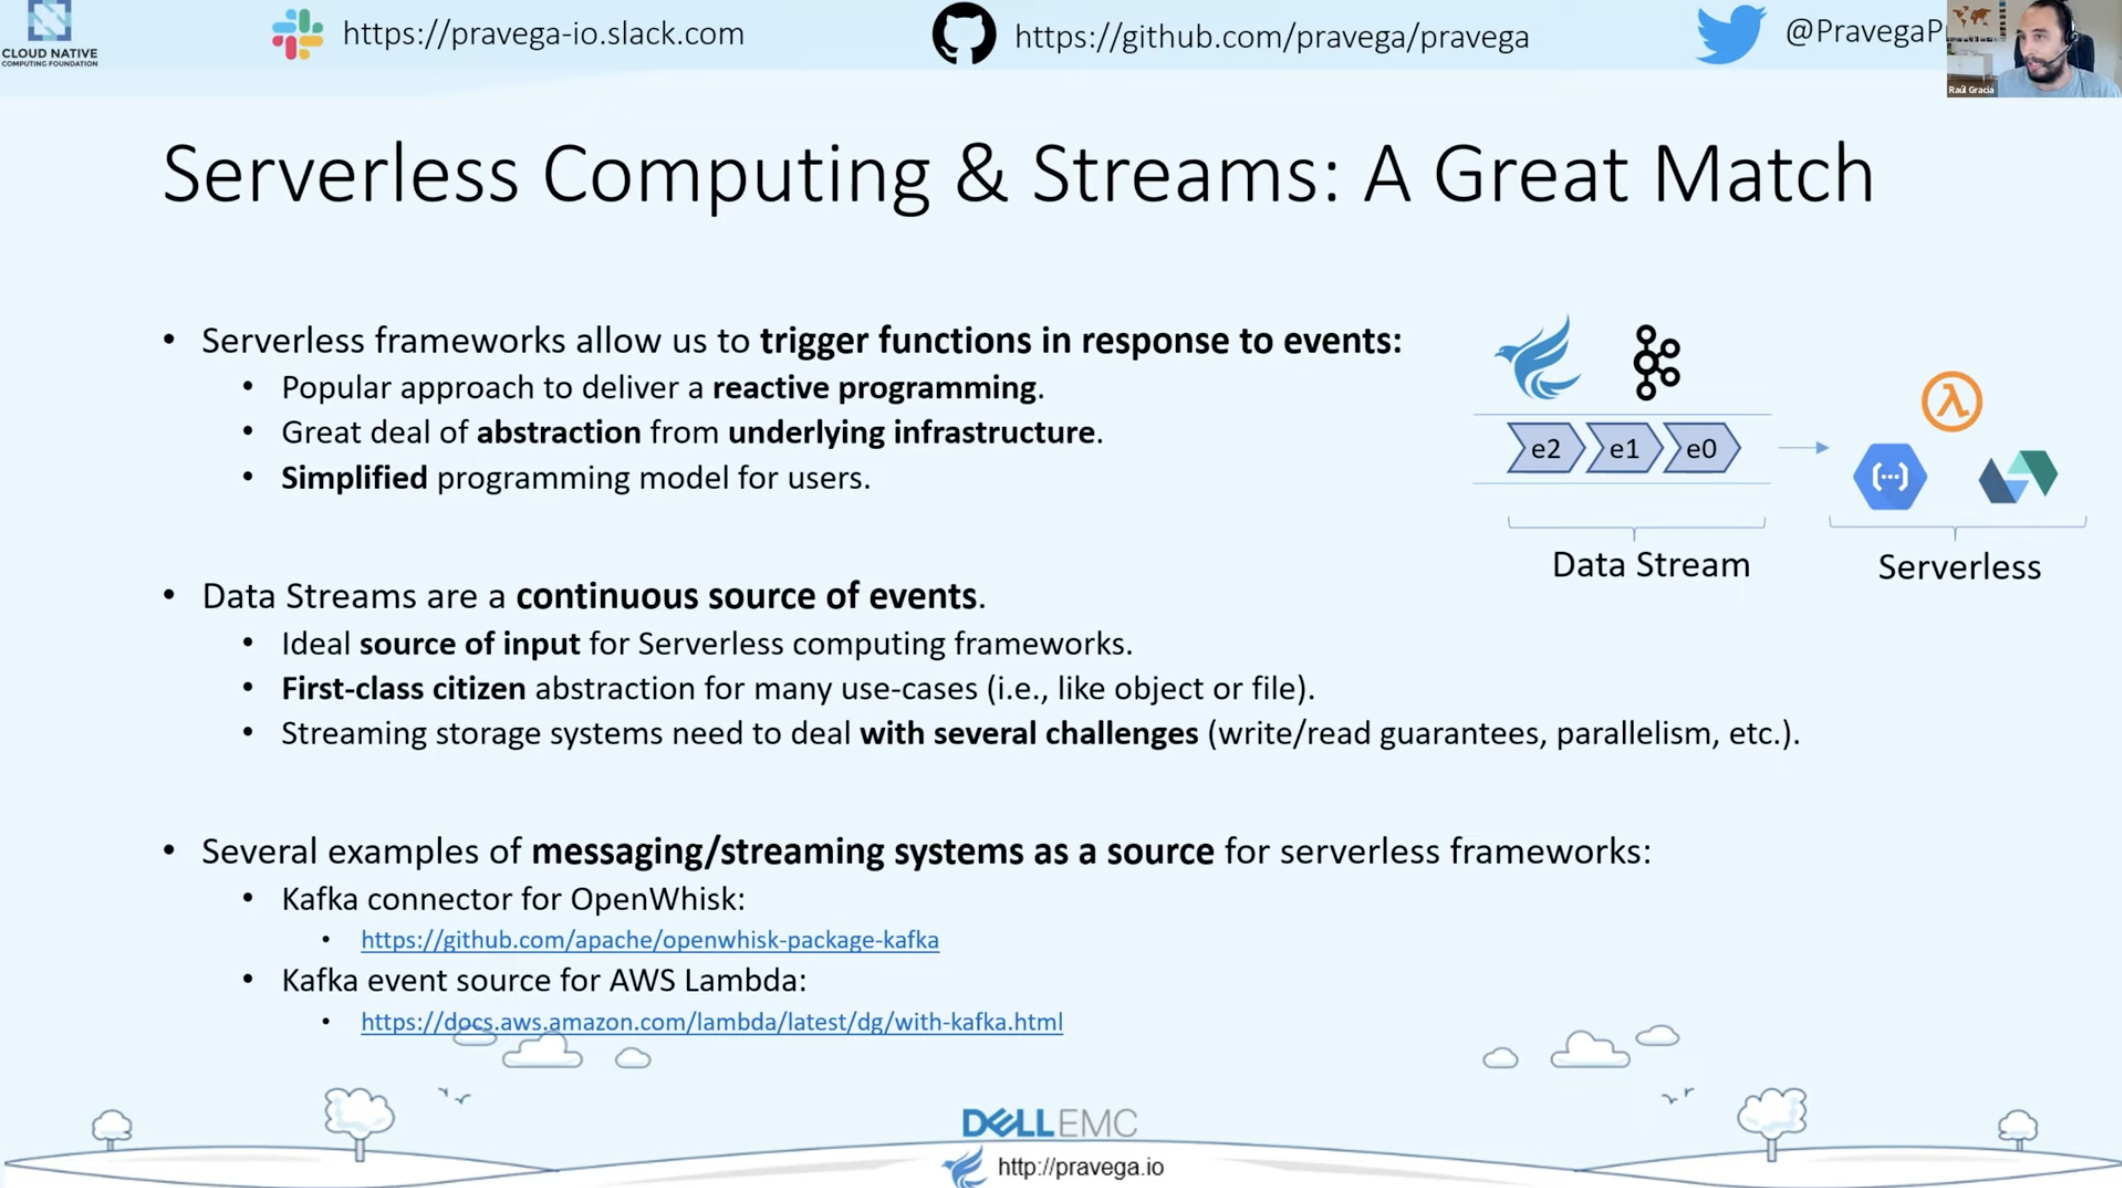 CLOUD NATIVE
COMPUTING FOUNDATION
https://pravega-io.slack.com
https://github.com/pravega/pravega
@PravegaP
Raúl Gracia
Serverless Computing & Streams: A Great Match
• Serverless frameworks allow us to trigger functions in response to events:
• Popular approach to deliver a reactive programming.
• Great deal of abstraction from underlying infrastructure.
• Simplified programming model for users.
e2 e1 e0
Data Stream
Serverless
• Data Streams are a continuous source of events.
• Ideal source of input for Serverless computing frameworks.
• First-class citizen abstraction for many use-cases (i.e., like object or file).
• Streaming storage systems need to deal with several challenges (write/read guarantees, parallelism, etc.).
• Several examples of messaging/streaming systems as a source for serverless frameworks:
• Kafka connector for OpenWhisk:
• https://github.com/apache/openwhisk-package-kafka
• Kafka event source for AWS Lambda:
• https://docs.aws.amazon.com/lambda/latest/dg/with-kafka.html
DELLEMC
http://pravega.io